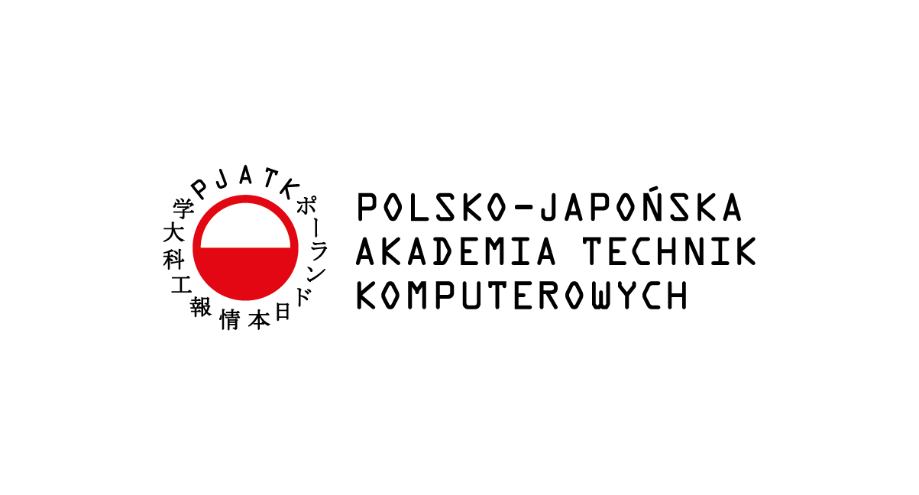 PJATK
ポーランド日本情報工科大学
POLSKO-JAPOŃSKA
AKADEMIA TECHNIK
KOMPUTEROWYCH